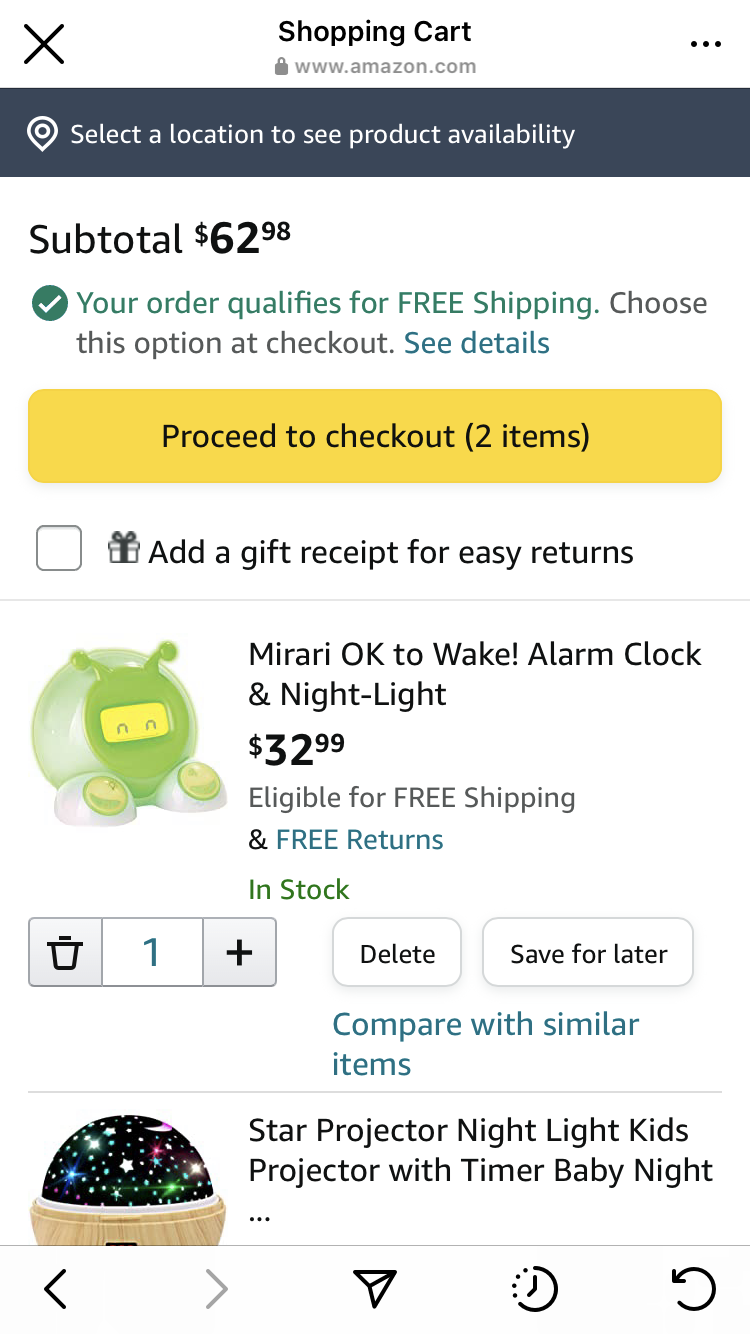 Shopping Cart
www.amazon.com
Select a location to see product availability
Subtotal $62.98
Your order qualifies for FREE Shipping. Choose
this option at checkout. See details
Proceed to checkout (2 items)
Add a gift receipt for easy returns
Mirari OK to Wake! Alarm Clock
& Night-Light
$32.99
Eligible for FREE Shipping
& FREE Returns
In Stock
1
+
Delete
Save for later
Compare with similar
items
Star Projector Night Light Kids
Projector with Timer Baby Night
...